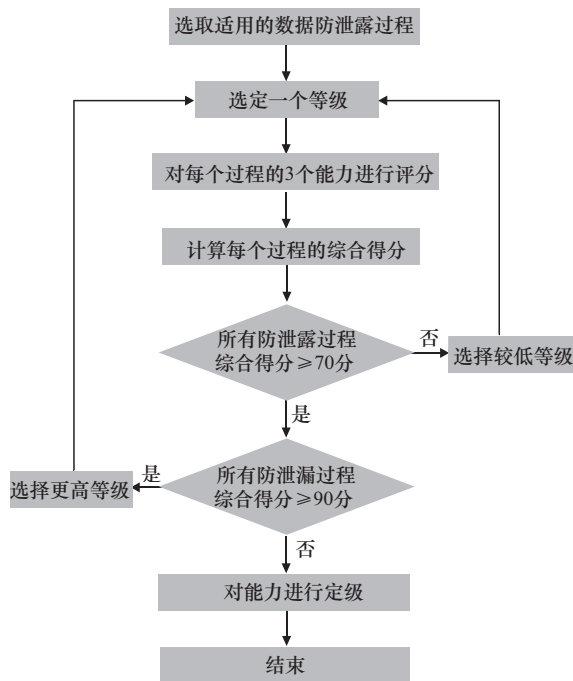 选取适用的数据防泄露过程
选定一个等级
对每个过程的3个能力进行评分
计算每个过程的综合得分
所有防泄露过程
综合得分≥70分
否
选择较低等级
是
所有防泄漏过程
综合得分≥90分
是
选择更高等级
否
对能力进行定级
结束